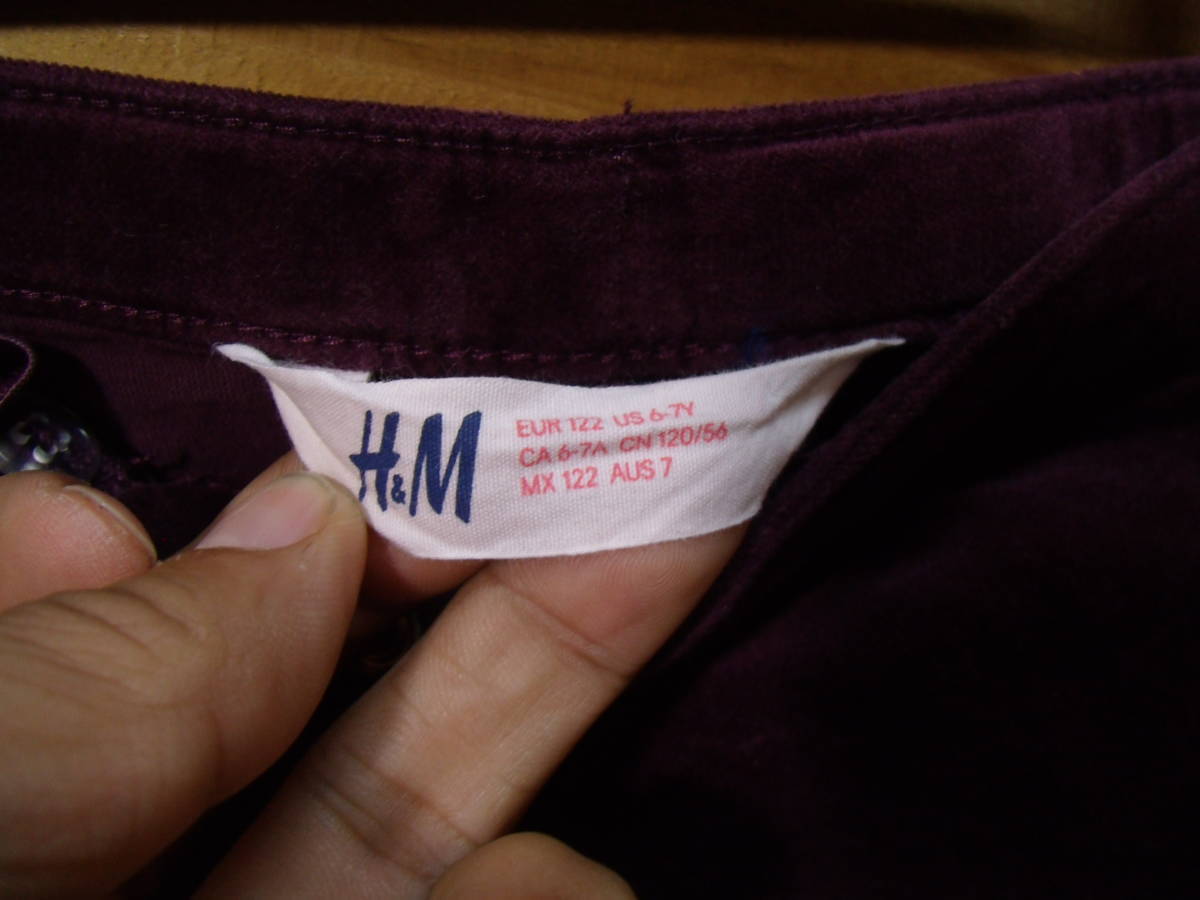 H&M
EUR 122 US 6-7Y
CA 6-7A CN 120/56
MX 122 AUS 7